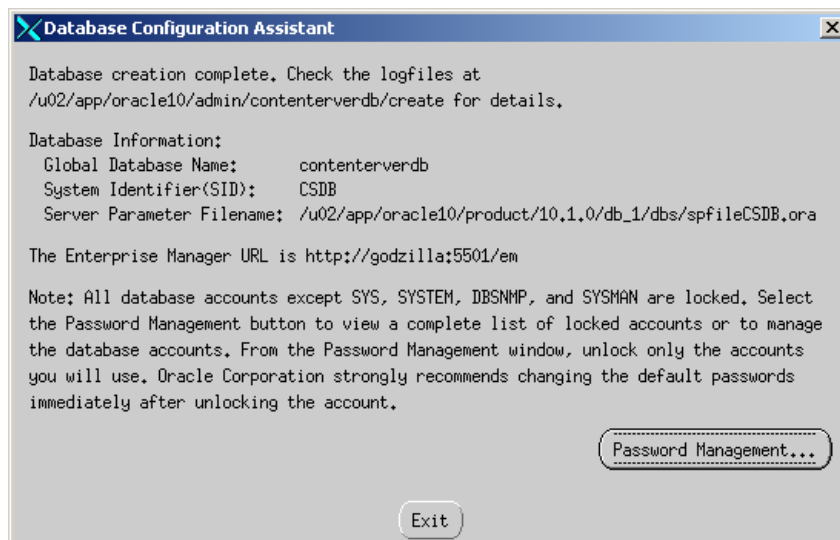 Database Configuration Assistant
Database creation complete. Check the logfiles at
/u02/app/oracle10/admin/contenterverdb/create for details.
Database Information:
Global Database Name: contenterverdb
System Identifier(SID): CSDB
Server Parameter Filename: /u02/app/oracle10/product/10.1.0/db_1/dbs/spfileCSDB.ora
The Enterprise Manager URL is http://godzilla:5501/em
Note: All database accounts except SYS, SYSTEM, DBSNMP, and SYSMAN are locked. Select
the Password Management button to view a complete list of locked accounts or to manage
the database accounts. From the Password Management window, unlock only the accounts
you will use. Oracle Corporation strongly recommends changing the default passwords
immediately after unlocking the account.
Password Management...
Exit